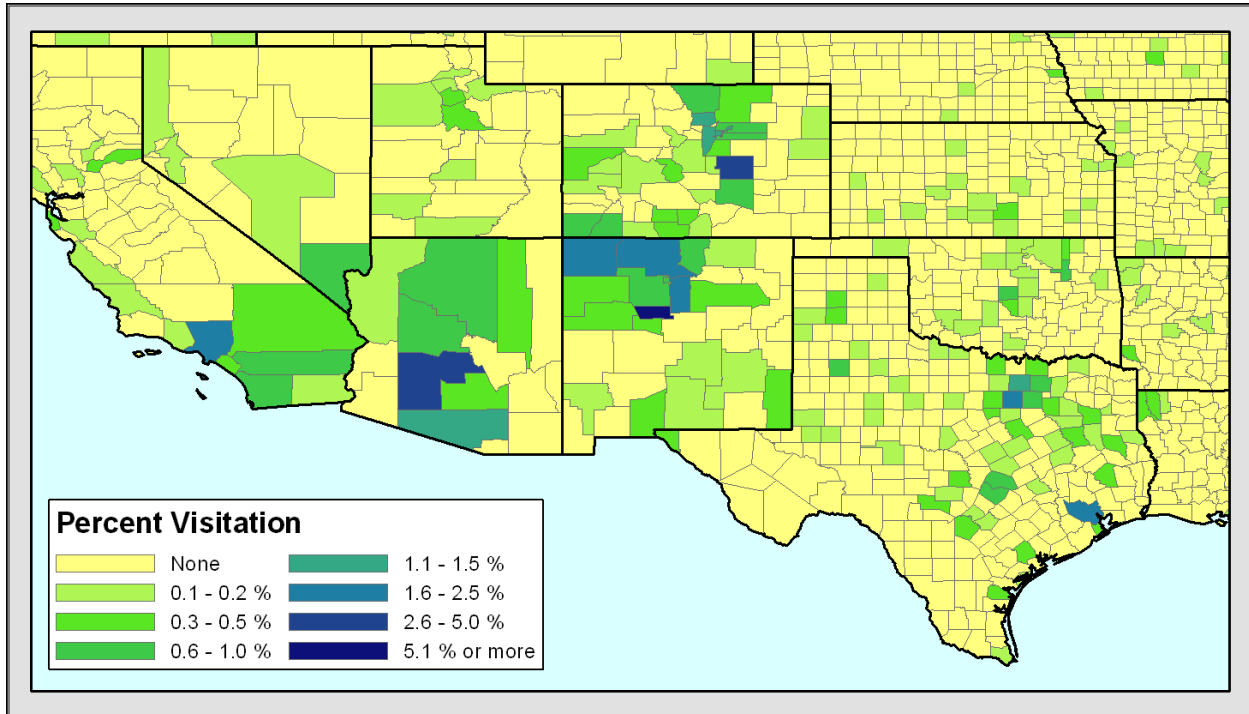 Percent Visitation
None
0.1 - 0.2 %
0.3 - 0.5 %
0.6 - 1.0 %
1.1 - 1.5 %
1.6 - 2.5 %
2.6 - 5.0 %
5.1 % or more